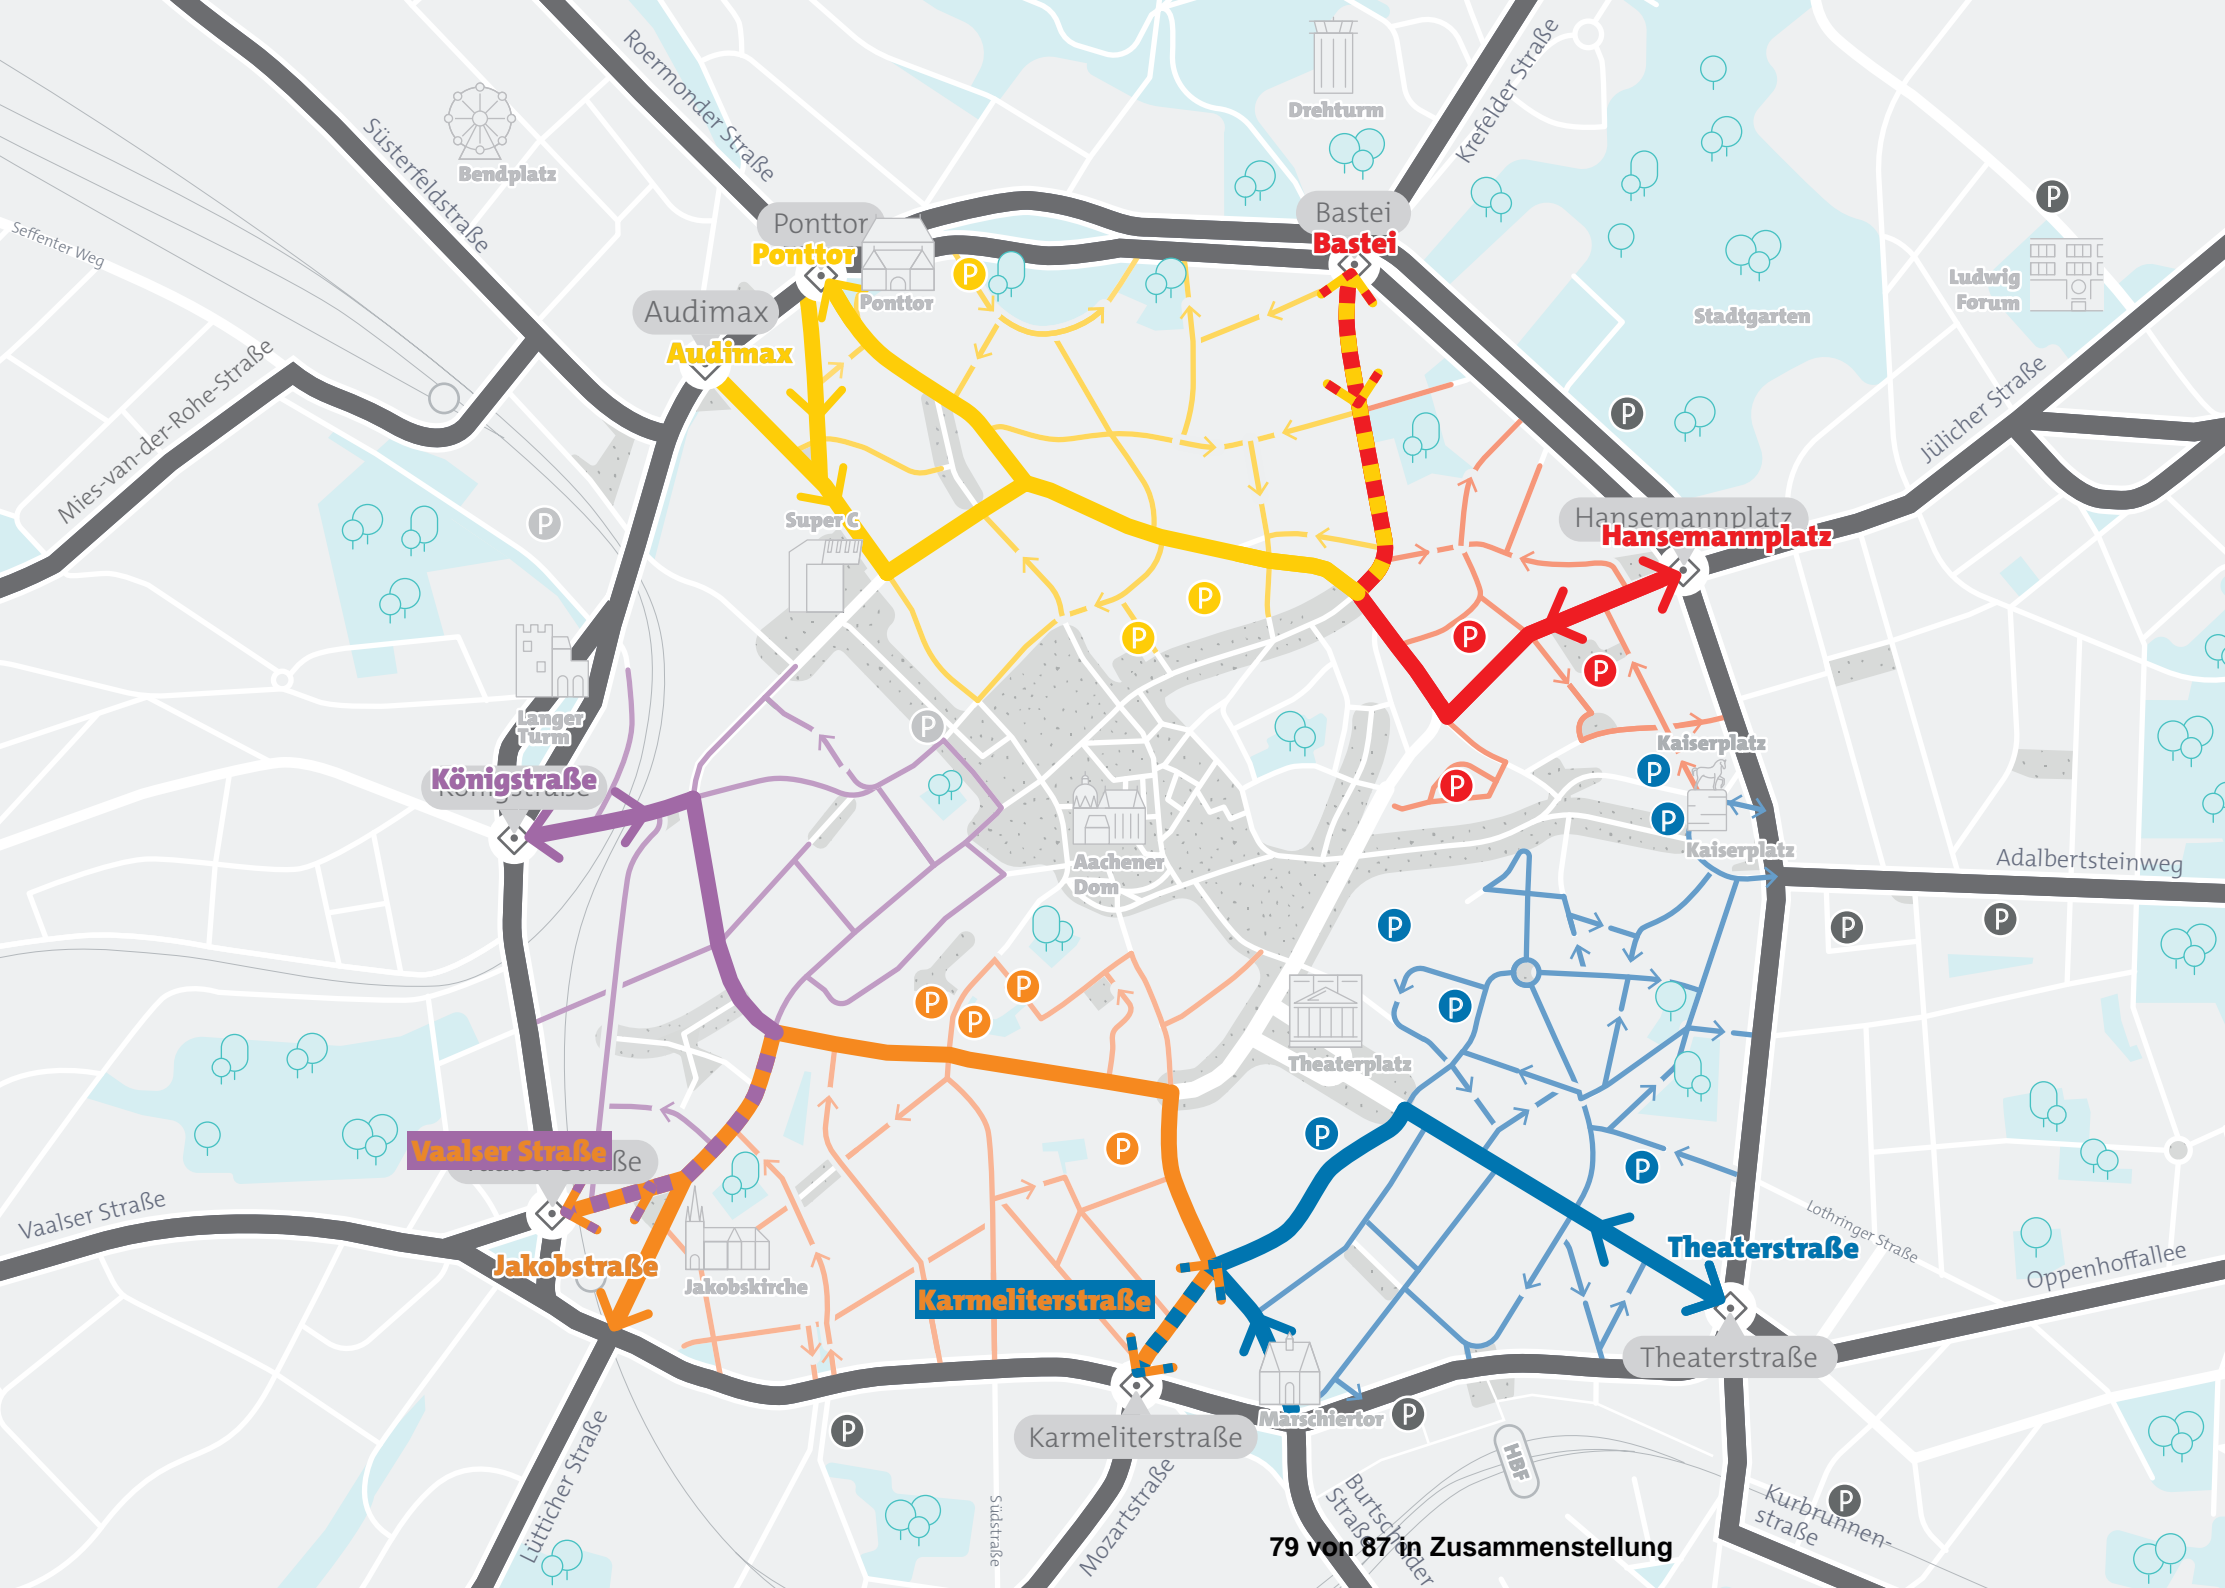 Roermonder Straße
Krefelder Straße
Drehturm
Bendplatz
Süsterfeldstraße
Seffenter Weg
P
Ponttor
Bastei
Ponttor
Bastei
P
Ponttor
Ludwig
Forum
Stadtgarten
Audimax
Audimax
Mies-van-der-Rohe-Straße
Jülicher Straße
P
P
Super C
Hansemannplatz
Hansemannplatz
P
P
P
P
Langer
Turm
P
Kaiserplatz
P
P
P
Königstraße
Kaiserplatz
Aachener
Dom
Adalbertsteinweg
P
P
P
P
P
P
P
Theaterplatz
P
P
P
Vaalser Straße
Vaalser Straße
Lothringer Straße
Theaterstraße
Oppenhoffallee
Jakobstraße
Jakobskirche
Karmeliterstraße
Theaterstraße
P
P
Marschiertor
Karmeliterstraße
HBF
Lütticher Straße
Südstraße
Mozartstraße
Burtscheider
Straße
Kurbrunnen-
straße
P
79 von 87 in Zusammenstellung